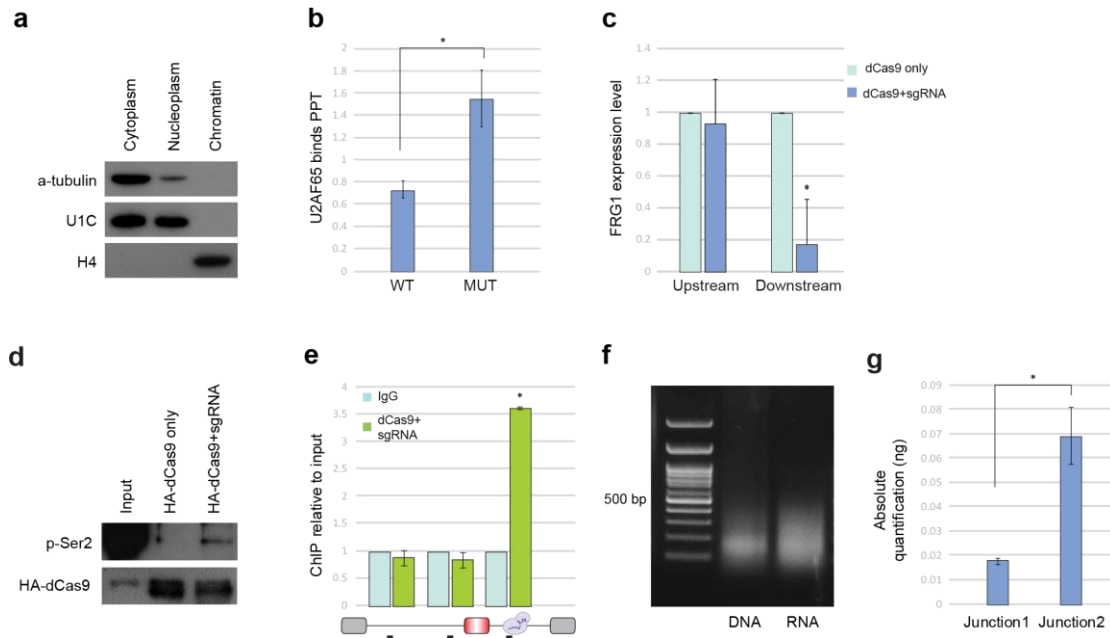 a
Cytoplasm
Nucleoplasm
Chromatin
a-tubulin
U1C
H4
b
U2AF65 binds PPT
2
1.8
1.6
1.4
1.2
1
0.8
0.6
0.4
0.2
0
*
WT MUT
c
FRG1 expression level
1.4
1.2
1
0.8
0.6
0.4
0.2
0
dCas9 only
dCas9+sgRNA
*
Upstream Downstream
d
Input
HA-dCas9 only
HA-dCas9+sgRNA
p-Ser2
HA-dCas9
e
ChIP relative to input
4
3.5
3
2.5
2
1.5
1
0.5
0
IgG
dCas9+
sgRNA
*
f
500 bp
DNA RNA
g
Absolute
quantification (ng)
0.09
0.08
0.07
0.06
0.05
0.04
0.03
0.02
0.01
0
*
Junction1 Junction2